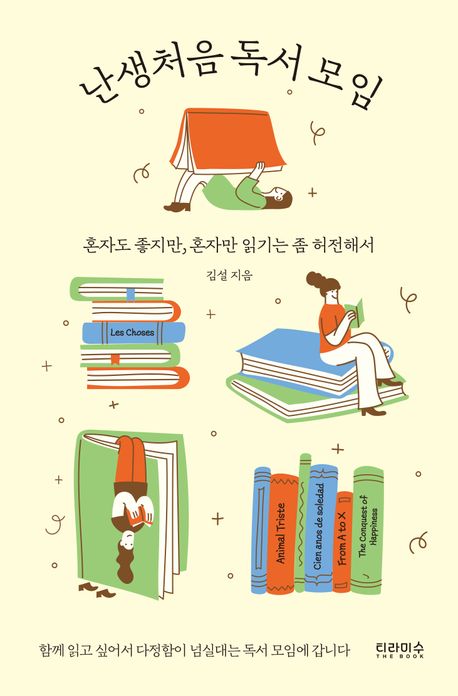 난생처음 독서 모임
혼자도 좋지만, 혼자만 읽기는 좀 허전해서
김설 지음
Les Choses
Animal Triste
Cien anos de soledad
From A to X
The Conquest of
Happiness
함께 읽고 싶어서 다정함이 넘실대는 독서 모임에 갑니다
티라미수
THE BOOK